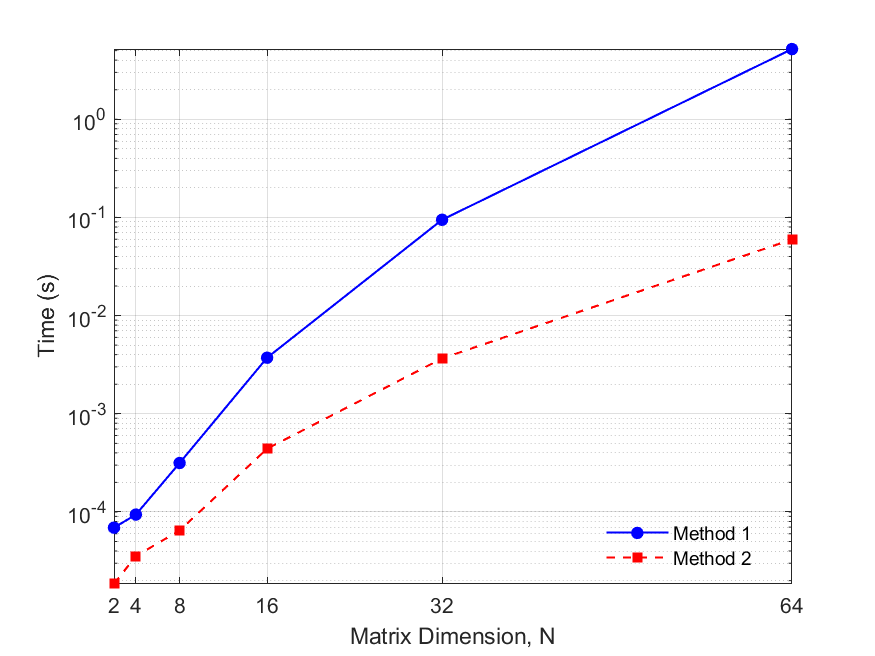 Time (s)
10^0
10^-1
10^-2
10^-3
10^-4
Method 1
Method 2
2 4 8 16 32 64
Matrix Dimension, N